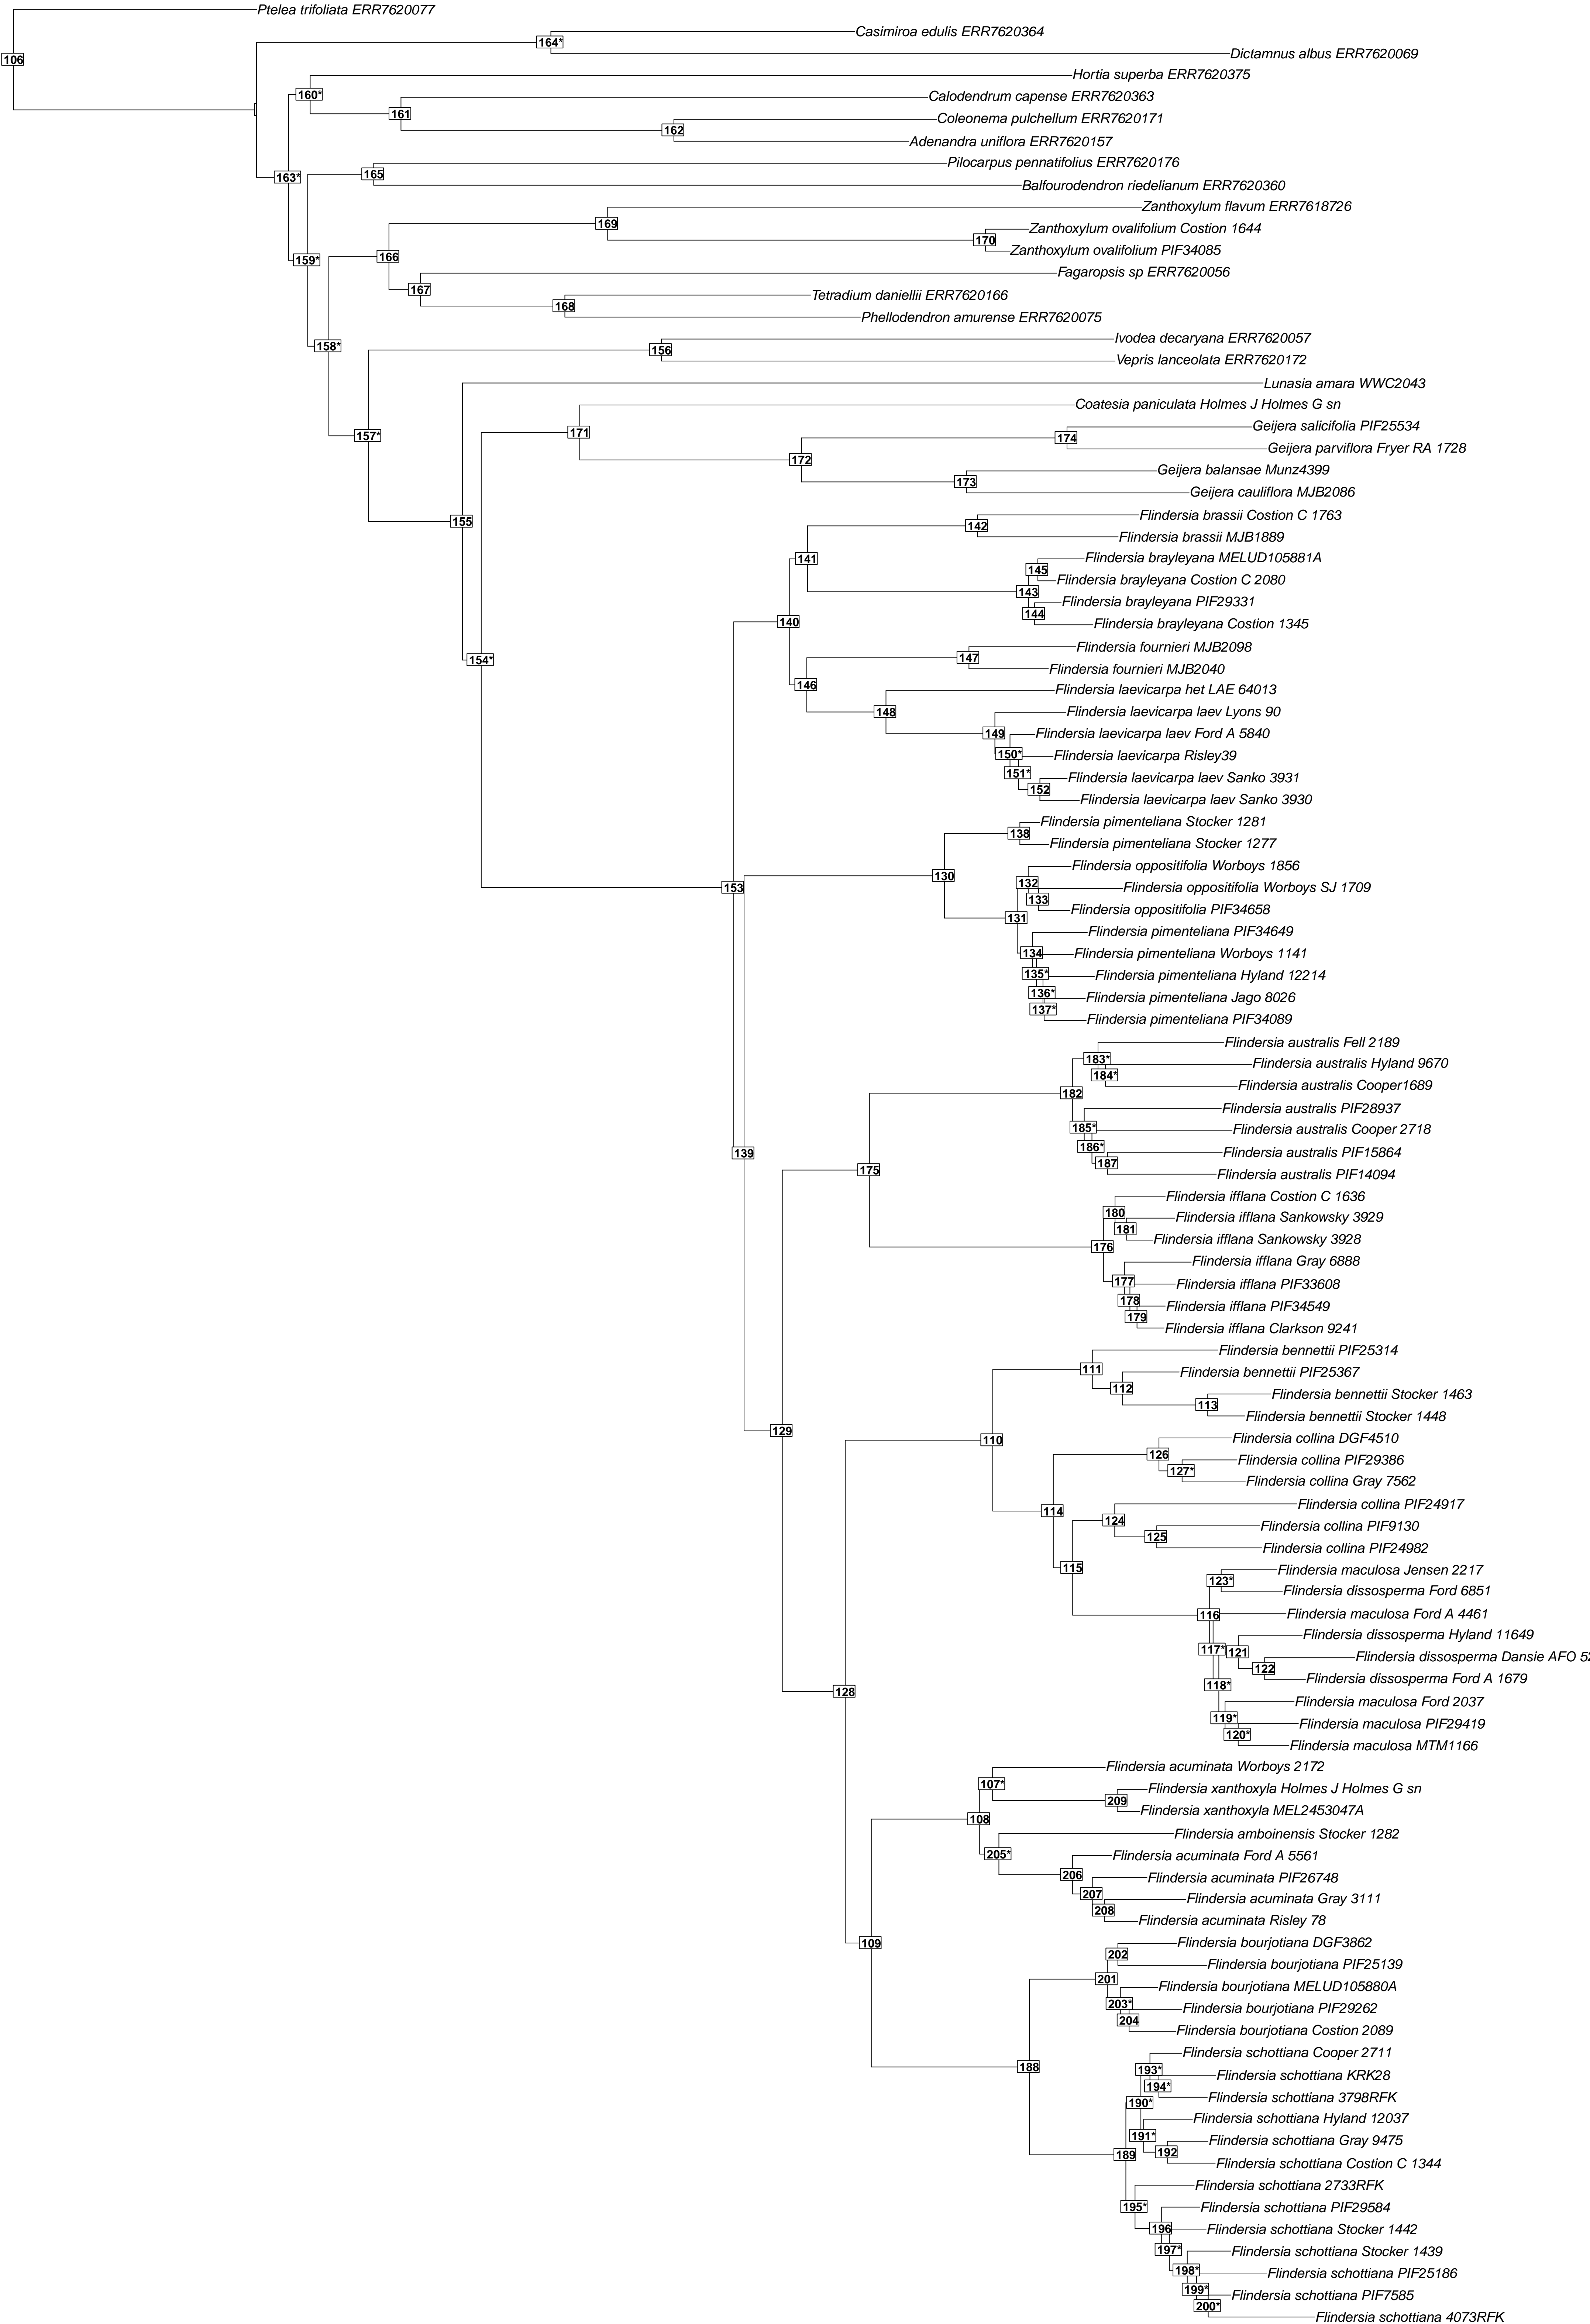 Ptelea trifoliata ERR7620077
Casimiroa edulis ERR7620364
164*
Dictamnus albus ERR7620069
106
Hortia superba ERR7620375
160*
Calodendrum capense ERR7620363
161
Coleonema pulchellum ERR7620171
162
Adenandra uniflora ERR7620157
Pilocarpus pennatifolius ERR7620176
165
163*
Balfourodendron riedelianum ERR7620360
Zanthoxylum flavum ERR7618726
169
Zanthoxylum ovalifolium Costion 1644
170
Zanthoxylum ovalifolium PIF34085
166
159*
Fagaropsis sp ERR7620056
167
Tetradium daniellii ERR7620166
168
Phellodendron amurense ERR7620075
Ivodea decaryana ERR7620057
158*
156
Vepris lanceolata ERR7620172
Lunasia amara WWC2043
Coatesia paniculata Holmes J Holmes G sn
Geijera salicifolia PIF25534
171
157*
174
Geijera parviflora Fryer RA 1728
172
Geijera balansae Munz4399
173
Geijera cauliflora MJB2086
Flindersia brassii Costion C 1763
155
142
Flindersia brassii MJB1889
141
Flindersia brayleyana MELUD105881A
145
Flindersia brayleyana Costion C 2080
143
Flindersia brayleyana PIF29331
144
140
Flindersia brayleyana Costion 1345
Flindersia fournieri MJB2098
147
154*
Flindersia fournieri MJB2040
146
Flindersia laevicarpa het LAE 64013
148
Flindersia laevicarpa laev Lyons 90
149
Flindersia laevicarpa laev Ford A 5840
150*
Flindersia laevicarpa Risley39
151*
Flindersia laevicarpa laev Sanko 3931
152
Flindersia laevicarpa laev Sanko 3930
Flindersia pimenteliana Stocker 1281
138
Flindersia pimenteliana Stocker 1277
Flindersia oppositifolia Worboys 1856
130
132
153
Flindersia oppositifolia Worboys SJ 1709
133
Flindersia oppositifolia PIF34658
131
Flindersia pimenteliana PIF34649
134
Flindersia pimenteliana Worboys 1141
135*
Flindersia pimenteliana Hyland 12214
136*
Flindersia pimenteliana Jago 8026
137*
Flindersia pimenteliana PIF34089
Flindersia australis Fell 2189
183*
Flindersia australis Hyland 9670
184*
Flindersia australis Cooper1689
182
Flindersia australis PIF28937
185*
Flindersia australis Cooper 2718
186*
139
Flindersia australis PIF15864
187
175
Flindersia australis PIF14094
Flindersia ifflana Costion C 1636
180
Flindersia ifflana Sankowsky 3929
181
Flindersia ifflana Sankowsky 3928
176
Flindersia ifflana Gray 6888
177
Flindersia ifflana PIF33608
178
Flindersia ifflana PIF34549
179
Flindersia ifflana Clarkson 9241
Flindersia bennettii PIF25314
111
Flindersia bennettii PIF25367
112
Flindersia bennettii Stocker 1463
113
Flindersia bennettii Stocker 1448
129
110
Flindersia collina DGF4510
126
Flindersia collina PIF29386
127*
Flindersia collina Gray 7562
Flindersia collina PIF24917
114
124
Flindersia collina PIF9130
125
Flindersia collina PIF24982
115
Flindersia maculosa Jensen 2217
123*
Flindersia dissosperma Ford 6851
116
Flindersia maculosa Ford A 4461
Flindersia dissosperma Hyland 11649
117*
121
Flindersia dissosperma Dansie AFO 52
122
Flindersia dissosperma Ford A 1679
118*
128
Flindersia maculosa Ford 2037
119*
Flindersia maculosa PIF29419
120*
Flindersia maculosa MTM1166
Flindersia acuminata Worboys 2172
107*
Flindersia xanthoxyla Holmes J Holmes G sn
209
Flindersia xanthoxyla MEL2453047A
108
Flindersia amboinensis Stocker 1282
205*
Flindersia acuminata Ford A 5561
206
Flindersia acuminata PIF26748
207
Flindersia acuminata Gray 3111
208
Flindersia acuminata Risley 78
109
Flindersia bourjotiana DGF3862
202
Flindersia bourjotiana PIF25139
201
Flindersia bourjotiana MELUD105880A
203*
Flindersia bourjotiana PIF29262
204
Flindersia bourjotiana Costion 2089
Flindersia schottiana Cooper 2711
188
193*
Flindersia schottiana KRK28
194*
Flindersia schottiana 3798RFK
190*
Flindersia schottiana Hyland 12037
191*
Flindersia schottiana Gray 9475
189
192
Flindersia schottiana Costion C 1344
Flindersia schottiana 2733RFK
195*
Flindersia schottiana PIF29584
196
Flindersia schottiana Stocker 1442
197*
Flindersia schottiana Stocker 1439
198*
Flindersia schottiana PIF25186
199*
Flindersia schottiana PIF7585
200*
Flindersia schottiana 4073RFK